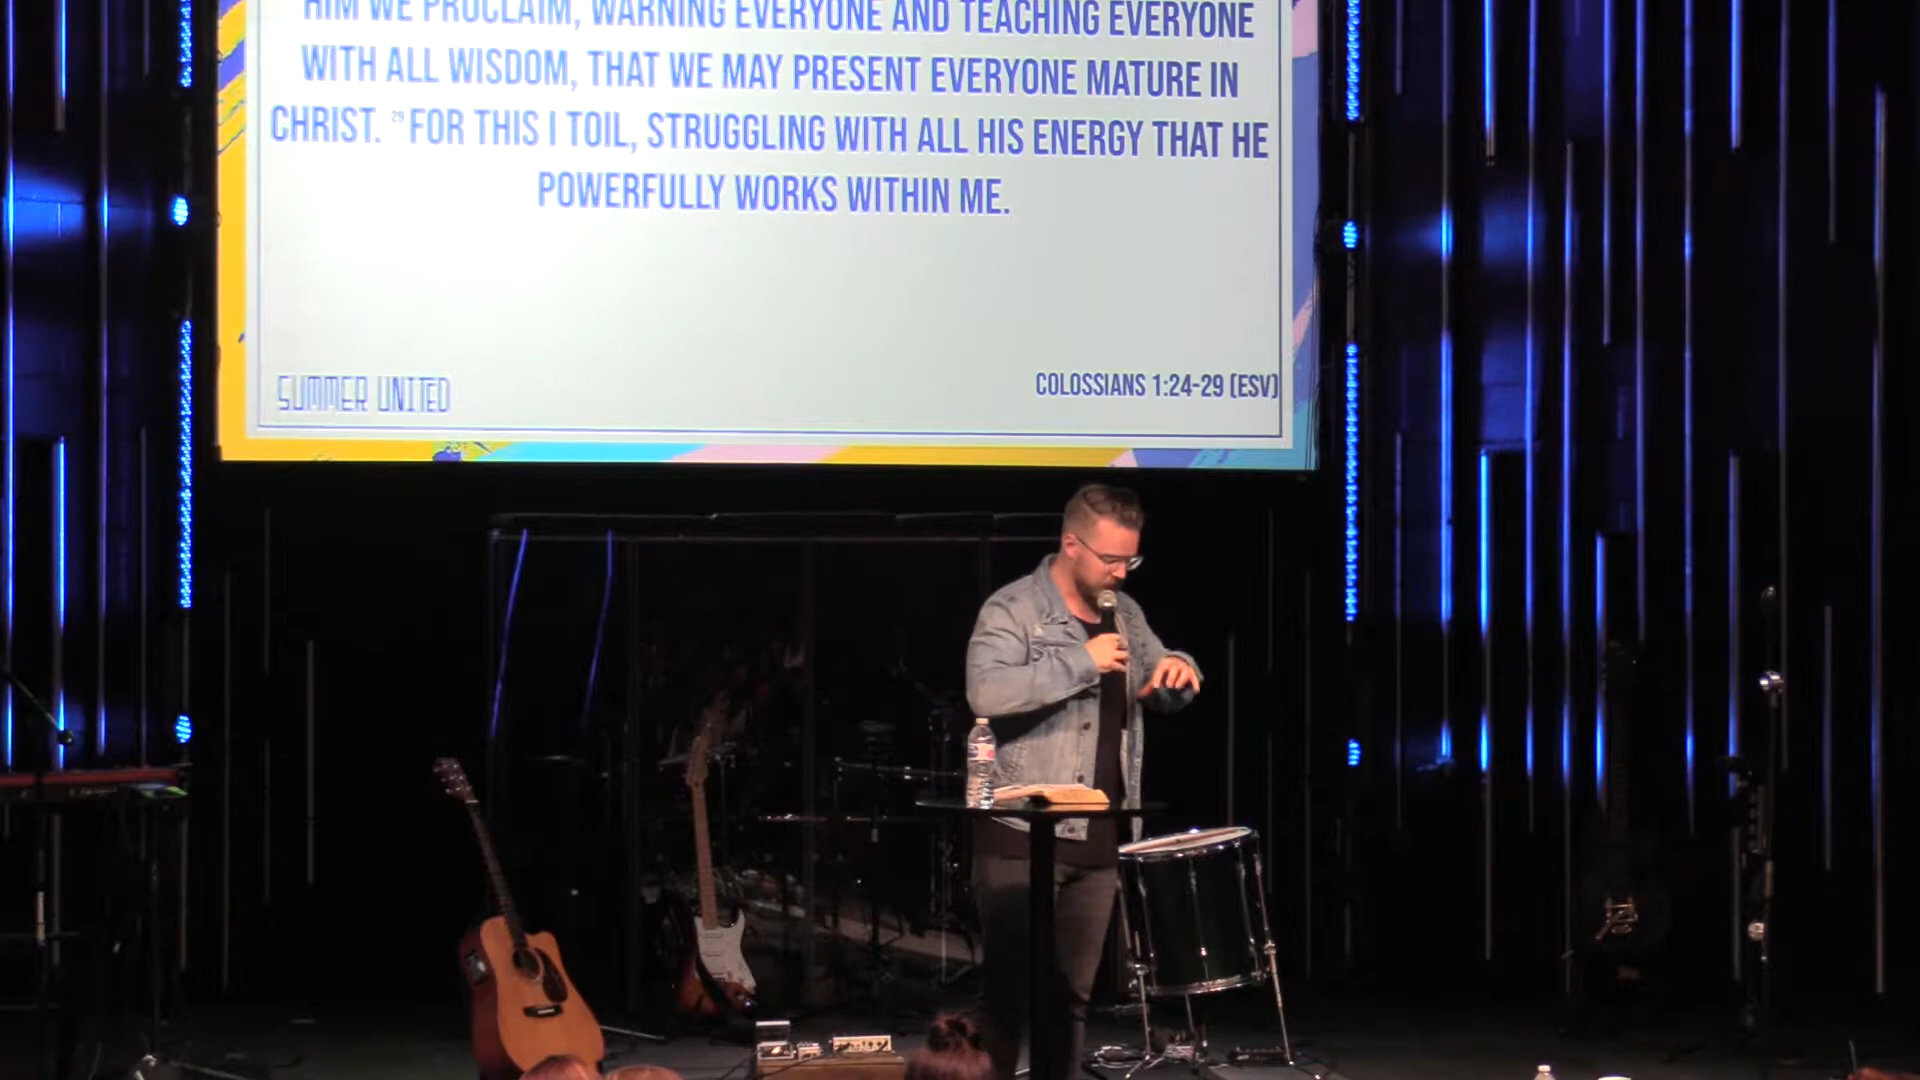 HIM WE PROCLAIM, WARNING EVERYONE AND TEACHING EVERYONE
WITH ALL WISDOM, THAT WE MAY PRESENT EVERYONE MATURE IN
CHRIST. 29 FOR THIS I TOIL, STRUGGLING WITH ALL HIS ENERGY THAT HE
POWERFULLY WORKS WITHIN ME.
SUMMER UNITED
COLOSSIANS 1:24-29 (ESV)